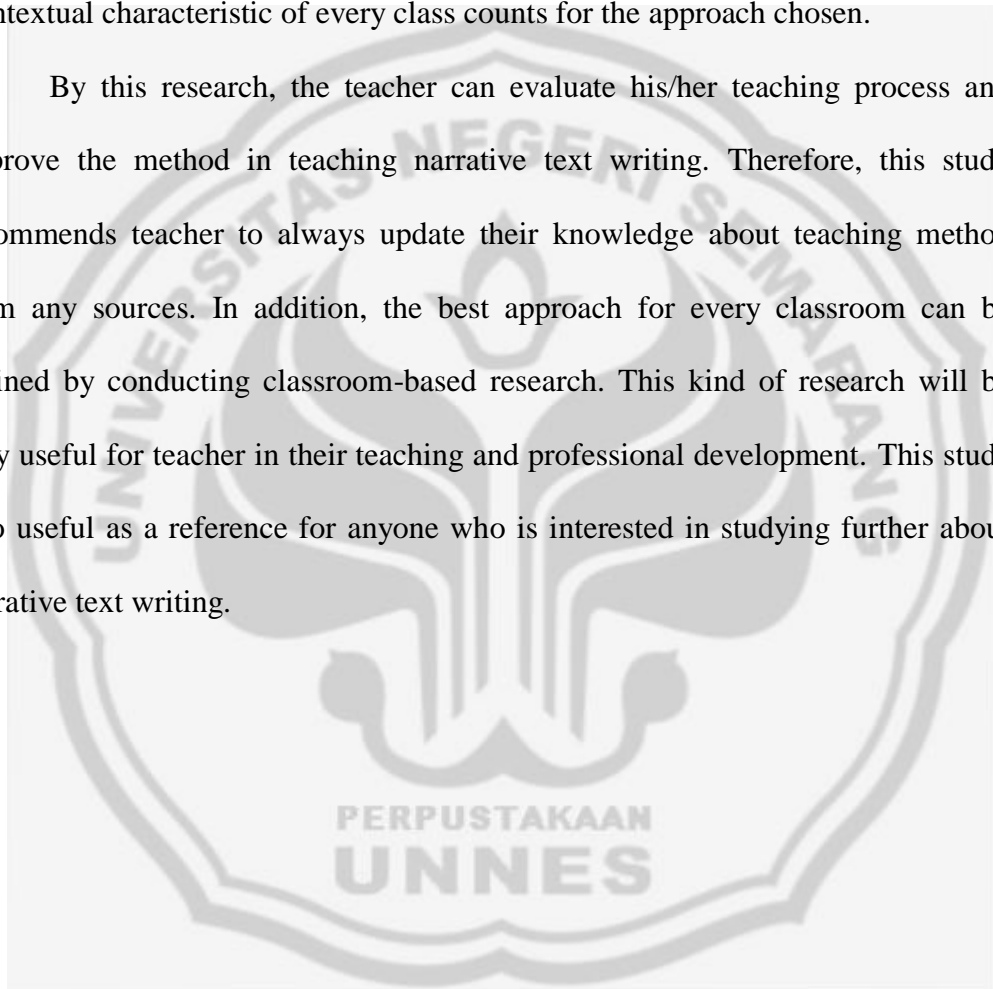 ntextual characteristic of every class counts for the approach chosen.
By this research, the teacher can evaluate his/her teaching process an
prove the method in teaching narrative text writing. Therefore, this stud
ommends teacher to always update their knowledge about teaching metho
m any sources. In addition, the best approach for every classroom can b
ined by conducting classroom-based research. This kind of research will b
y useful for teacher in their teaching and professional development. This stud
o useful as a reference for anyone who is interested in studying further abou
rative text writing.
UNIVERSITAS NEGERI SEMARANG
PERPUSTAKAAN
UNNES